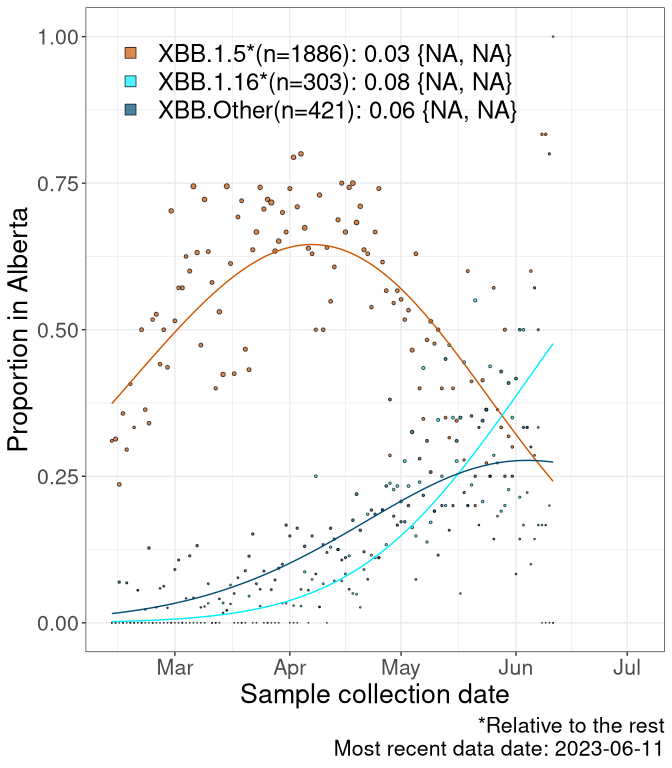 1.00
0.75
0.50
0.25
0.00
Proportion in Alberta
XBB.1.5*(n=1886): 0.03 {NA, NA}
XBB.1.16*(n=303): 0.08 {NA, NA}
XBB.Other(n=421): 0.06 {NA, NA}
Mar Apr May Jun Jul
Sample collection date
*Relative to the rest
Most recent data date: 2023-06-11